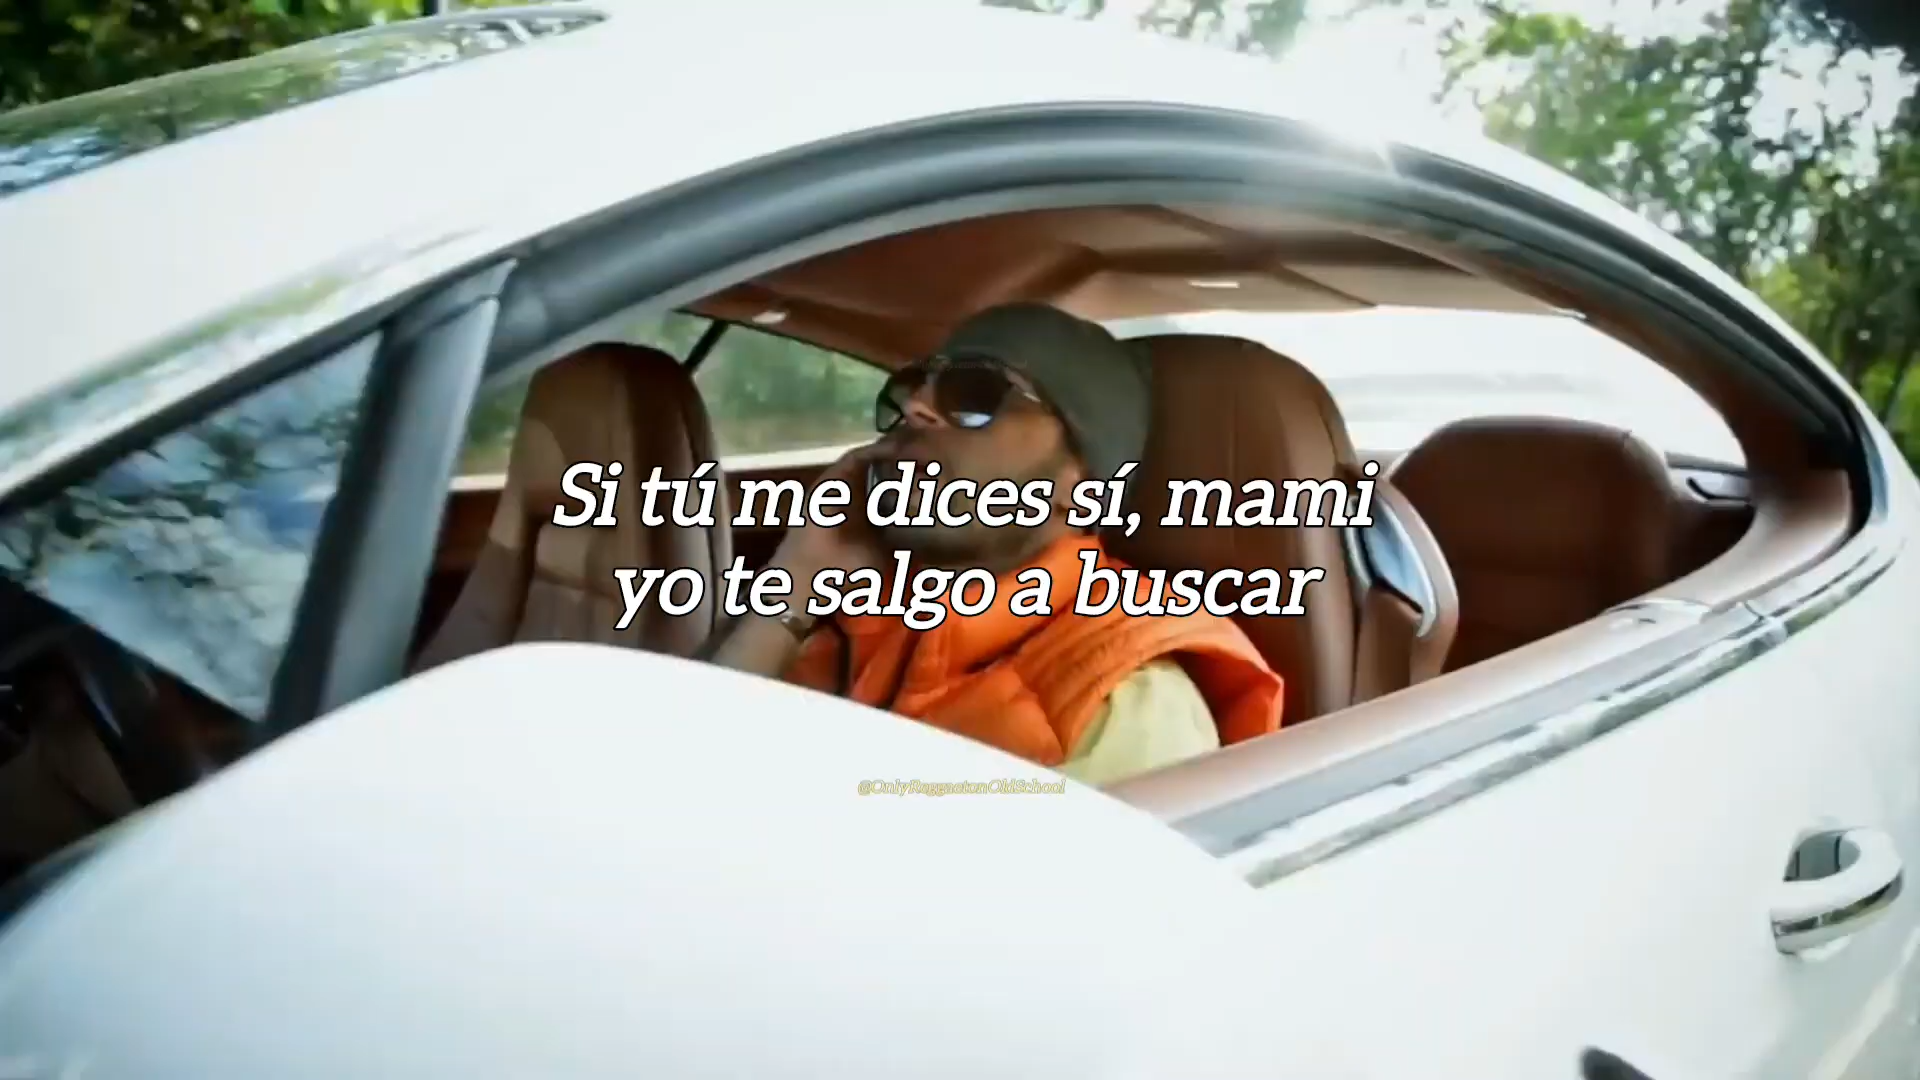 Si tú me dices sí, mami
yo te salgo a buscar
@OnlyReggaetonOldSchool